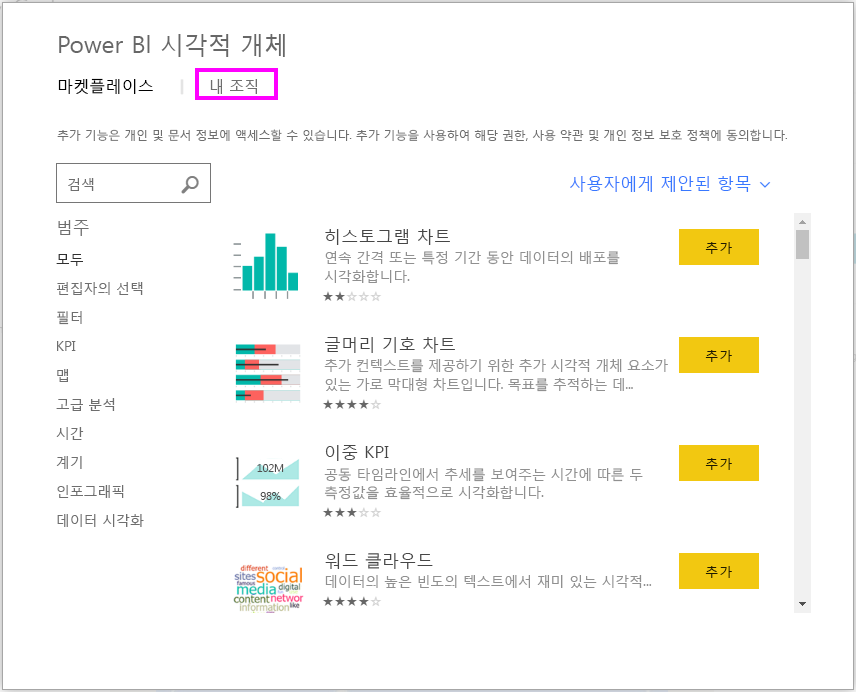 Power BI 시각적 개체
마켓플레이스 | 내 조직
추가 기능은 개인 및 문서 정보에 액세스할 수 있습니다. 추가 기능을 사용하여 해당 권한, 사용 약관 및 개인 정보 보호 정책에 동의합니다.
검색
사용자에게 제안된 항목
범주
모두
편집자의 선택
필터
KPI
맵
고급 분석
시간
계기
인포그래픽
데이터 시각화
히스토그램 차트
연속 간격 또는 특정 기간 동안 데이터의 배포를
시각화합니다.
★★☆☆☆
추가
글머리 기호 차트
추가 컨텍스트를 제공하기 위한 추가 시각적 개체 요소가
있는 가로 막대형 차트입니다. 목표를 추적하는 데...
★★★★☆
추가
102M
98%
이중 KPI
공동 타임라인에서 추세를 보여주는 시간에 따른 두
측정값을 효율적으로 시각화합니다.
★★★☆☆
추가
different
sites social
famous
media digital
content networ
information like
워드 클라우드
데이터의 높은 빈도의 텍스트에서 재미 있는 시각적...
★★★★☆
추가